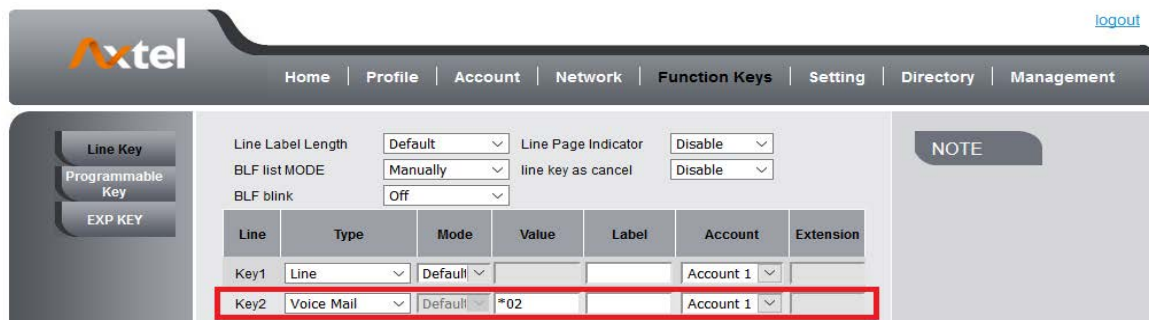 logout
Axtel
Home | Profile | Account | Network | Function Keys | Setting | Directory | Management
Line Key
Programmable Key
EXP KEY
Line Label Length Default Line Page Indicator Disable
BLF list MODE Manually line key as cancel Disable
BLF blink Off
Line Type Mode Value Label Account Extension
Key1 Line Default Account 1
Key2 Voice Mail Default *02 Account 1
NOTE